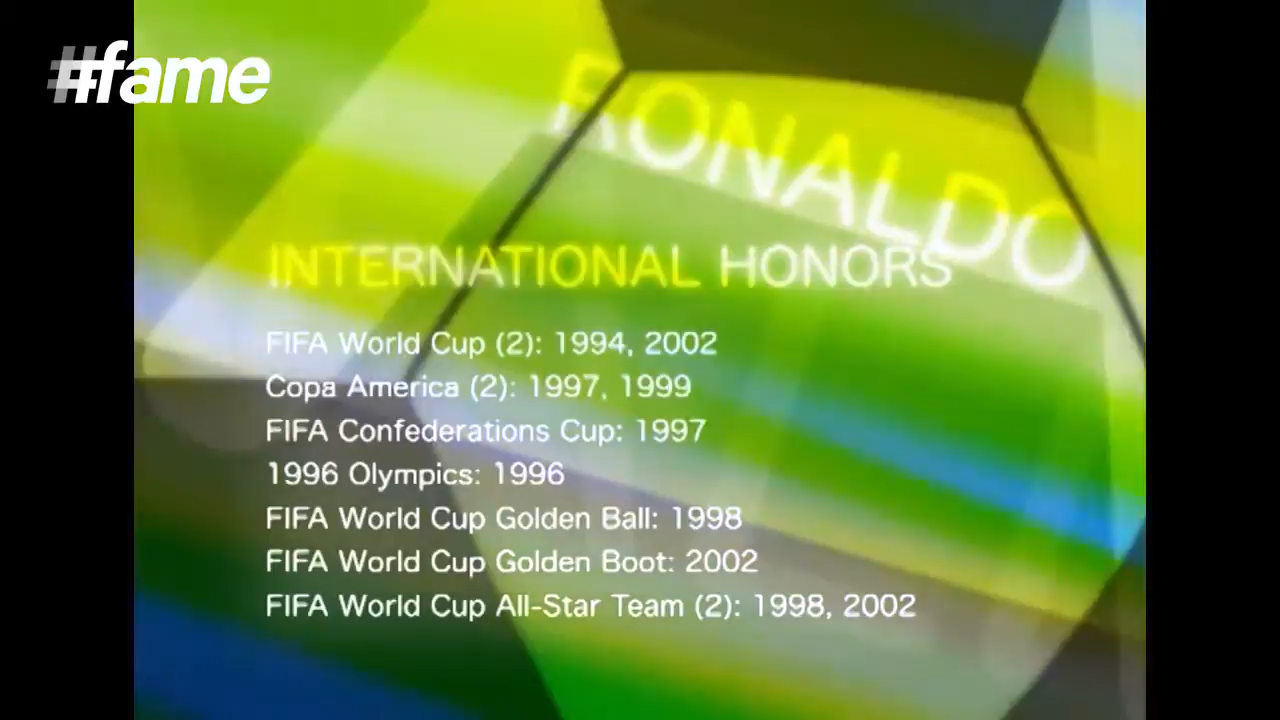 #fame
RONALDO
INTERNATIONAL HONORS
FIFA World Cup (2): 1994, 2002
Copa America (2): 1997, 1999
FIFA Confederations Cup: 1997
1996 Olympics: 1996
FIFA World Cup Golden Ball: 1998
FIFA World Cup Golden Boot: 2002
FIFA World Cup All-Star Team (2): 1998, 2002